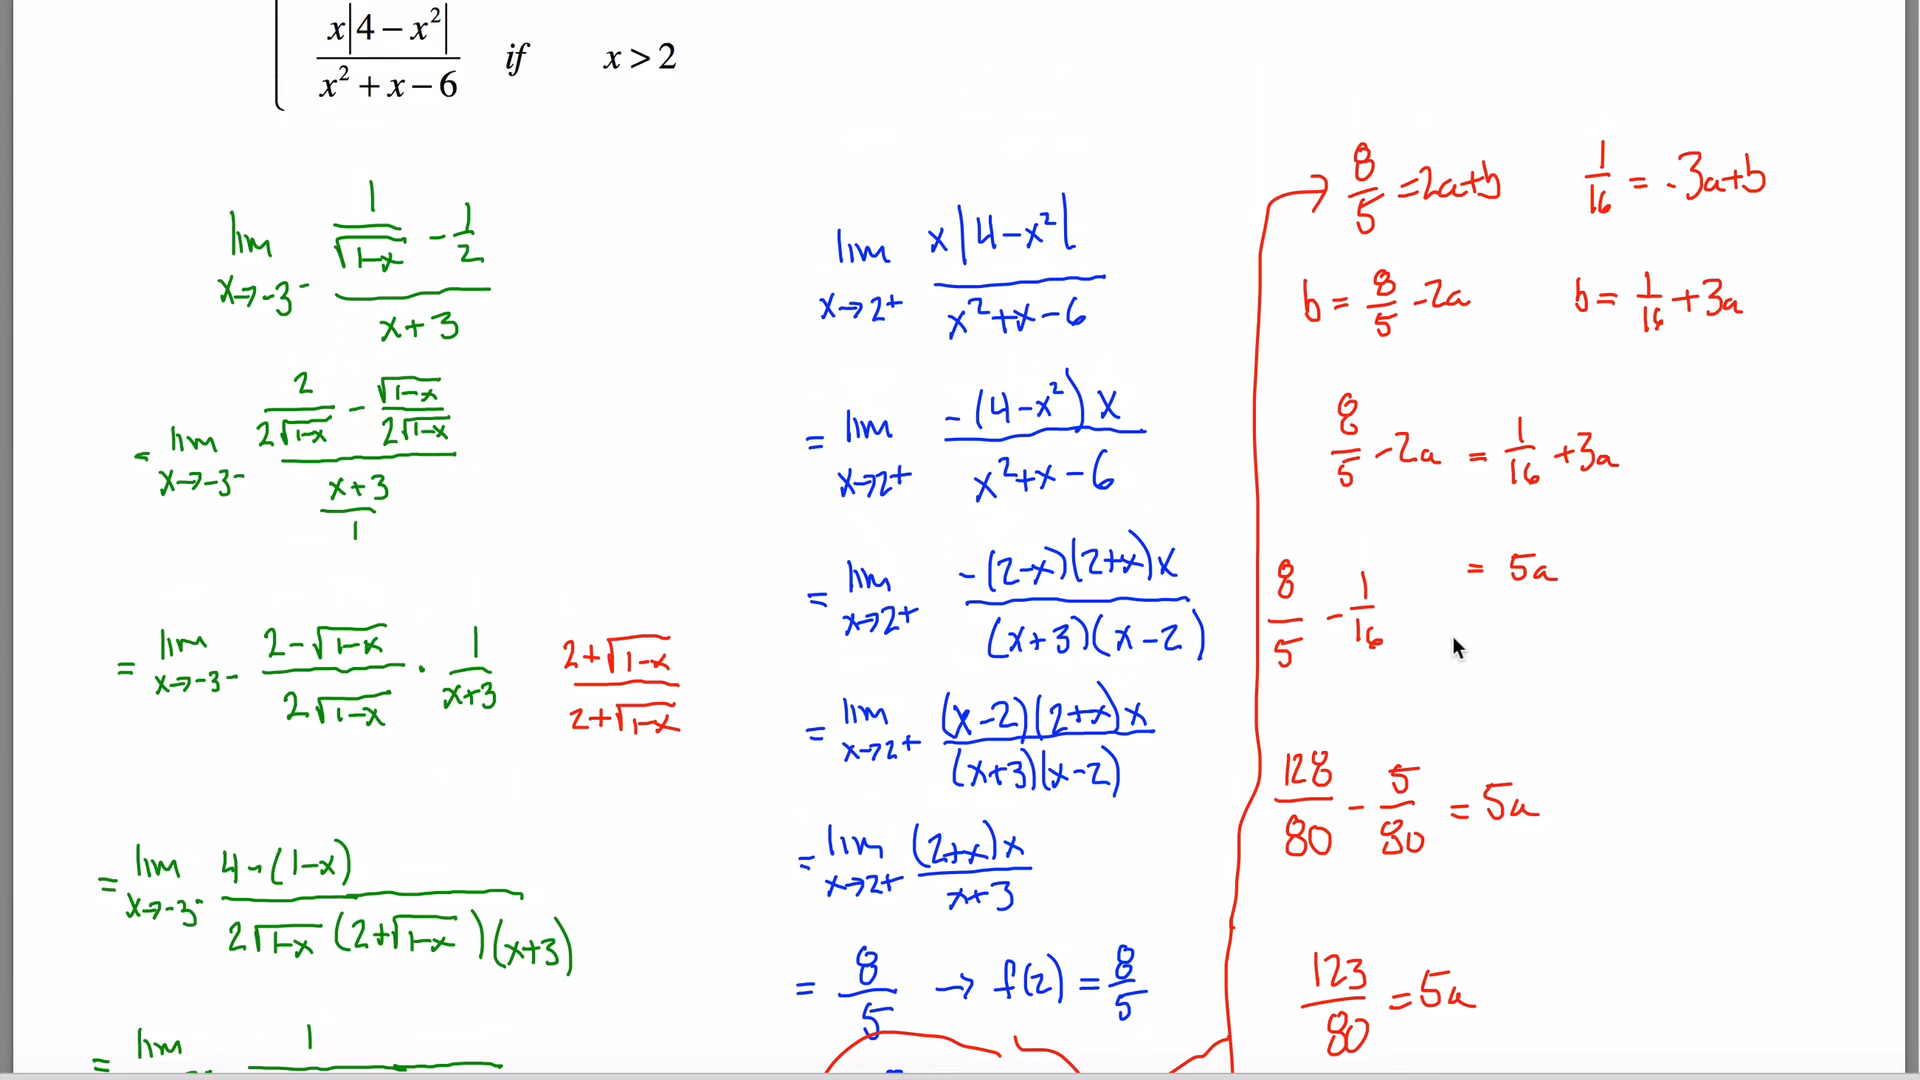 x|4 − x²|
x² + x − 6
if x > 2
lim x→-3⁻ (1/√(1-x) - 1/2)/(x+3)
= lim x→-3⁻ (2/(2√(1-x)) - √(1-x)/(2√(1-x)))/((x+3)/1)
= lim x→-3⁻ (2-√(1-x))/(2√(1-x)) · 1/(x+3) (2+√(1-x))/(2+√(1-x))
= lim x→-3⁻ (4-(1-x))/(2√(1-x)(2+√(1-x))(x+3))
= lim 1
lim x→2+ x|4-x²|/(x²+x-6)
= lim x→2+ -(4-x²)x/(x²+x-6)
= lim x→2+ -(2-x)(2+x)x/((x+3)(x-2))
= lim x→2+ (x-2)(2+x)x/((x+3)(x-2))
= lim x→2+ (2+x)x/(x+3)
= 8/5 → f(2) = 8/5
8/5 = 2a+b 1/16 = -3a+b
b = 8/5 - 2a b = 1/16 + 3a
8/5 - 2a = 1/16 + 3a
8/5 - 1/16 = 5a
128/80 - 5/80 = 5a
123/80 = 5a